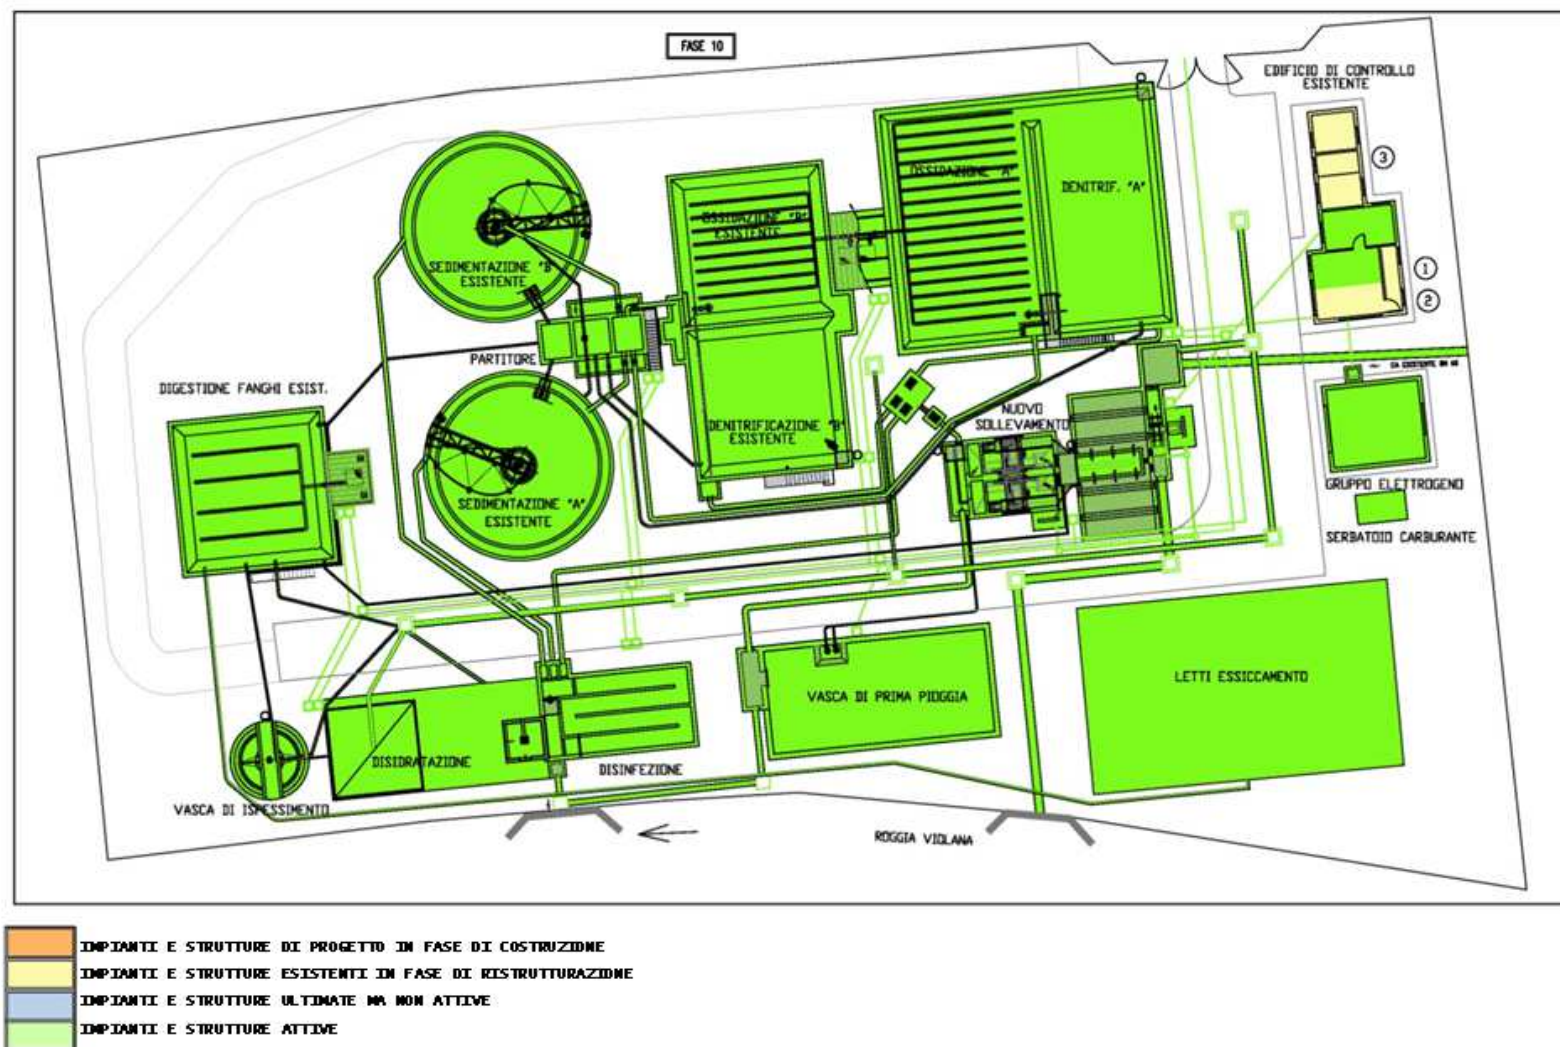 FASE 10
EDIFICIO DI CONTROLLO
ESISTENTE
3
OSSIDAZIONE "A"
DENITRIF. "A"
OSSIDAZIONE "B"
ESISTENTE
SEDIMENTAZIONE "B"
ESISTENTE
1
2
PARTITORE
DIGESTIONE FANGHI ESIST.
NUOVO
SOLLEVAMENTO
DENITRIFICAZIONE "B"
ESISTENTE
SEDIMENTAZIONE "A"
ESISTENTE
GRUPPO ELETTROGENO
SERBATOIO CARBURANTE
LETTI ESSICCAMENTO
VASCA DI PRIMA PIOGGIA
DISIDRATAZIONE
DISINFEZIONE
VASCA DI ISPESSIMENTO
ROGGIA VIOLANA
IMPIANTI E STRUTTURE DI PROGETTO IN FASE DI COSTRUZIONE
IMPIANTI E STRUTTURE ESISTENTI IN FASE DI RISTRUTTURAZIONE
IMPIANTI E STRUTTURE ULTIMATE MA NON ATTIVE
IMPIANTI E STRUTTURE ATTIVE